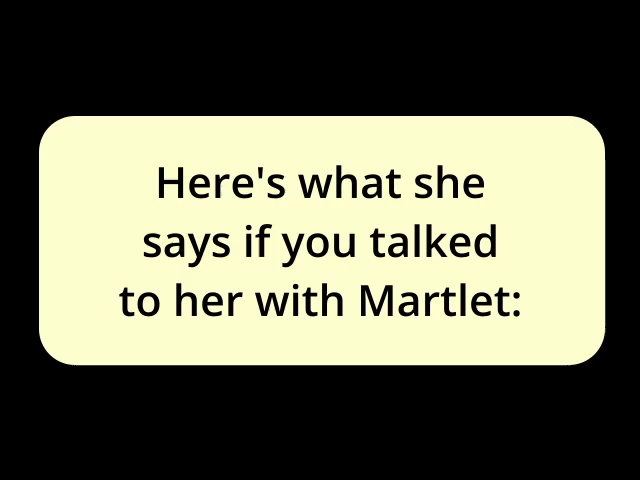 Here's what she
says if you talked
to her with Martlet: